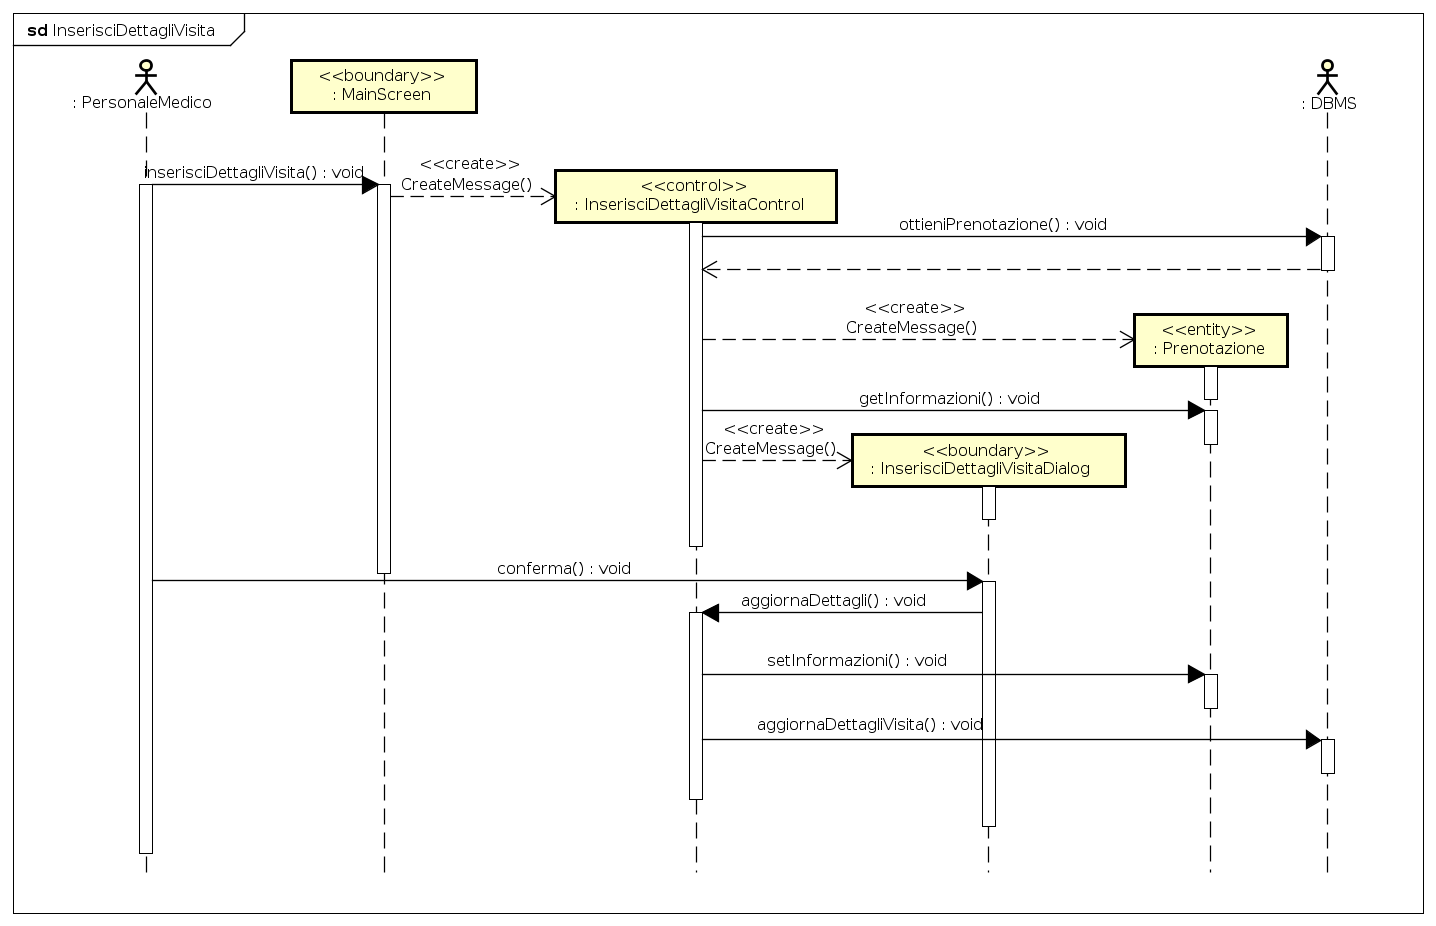 sd InserisciDettagliVisita
: PersonaleMedico
<<boundary>>
: MainScreen
: DBMS
inserisciDettagliVisita() : void
<<create>>
CreateMessage()
<<control>>
: InserisciDettagliVisitaControl
ottieniPrenotazione() : void
<<create>>
CreateMessage()
<<entity>>
: Prenotazione
getInformazioni() : void
<<create>>
CreateMessage()
<<boundary>>
: InserisciDettagliVisitaDialog
conferma() : void
aggiornaDettagli() : void
setInformazioni() : void
aggiornaDettagliVisita() : void